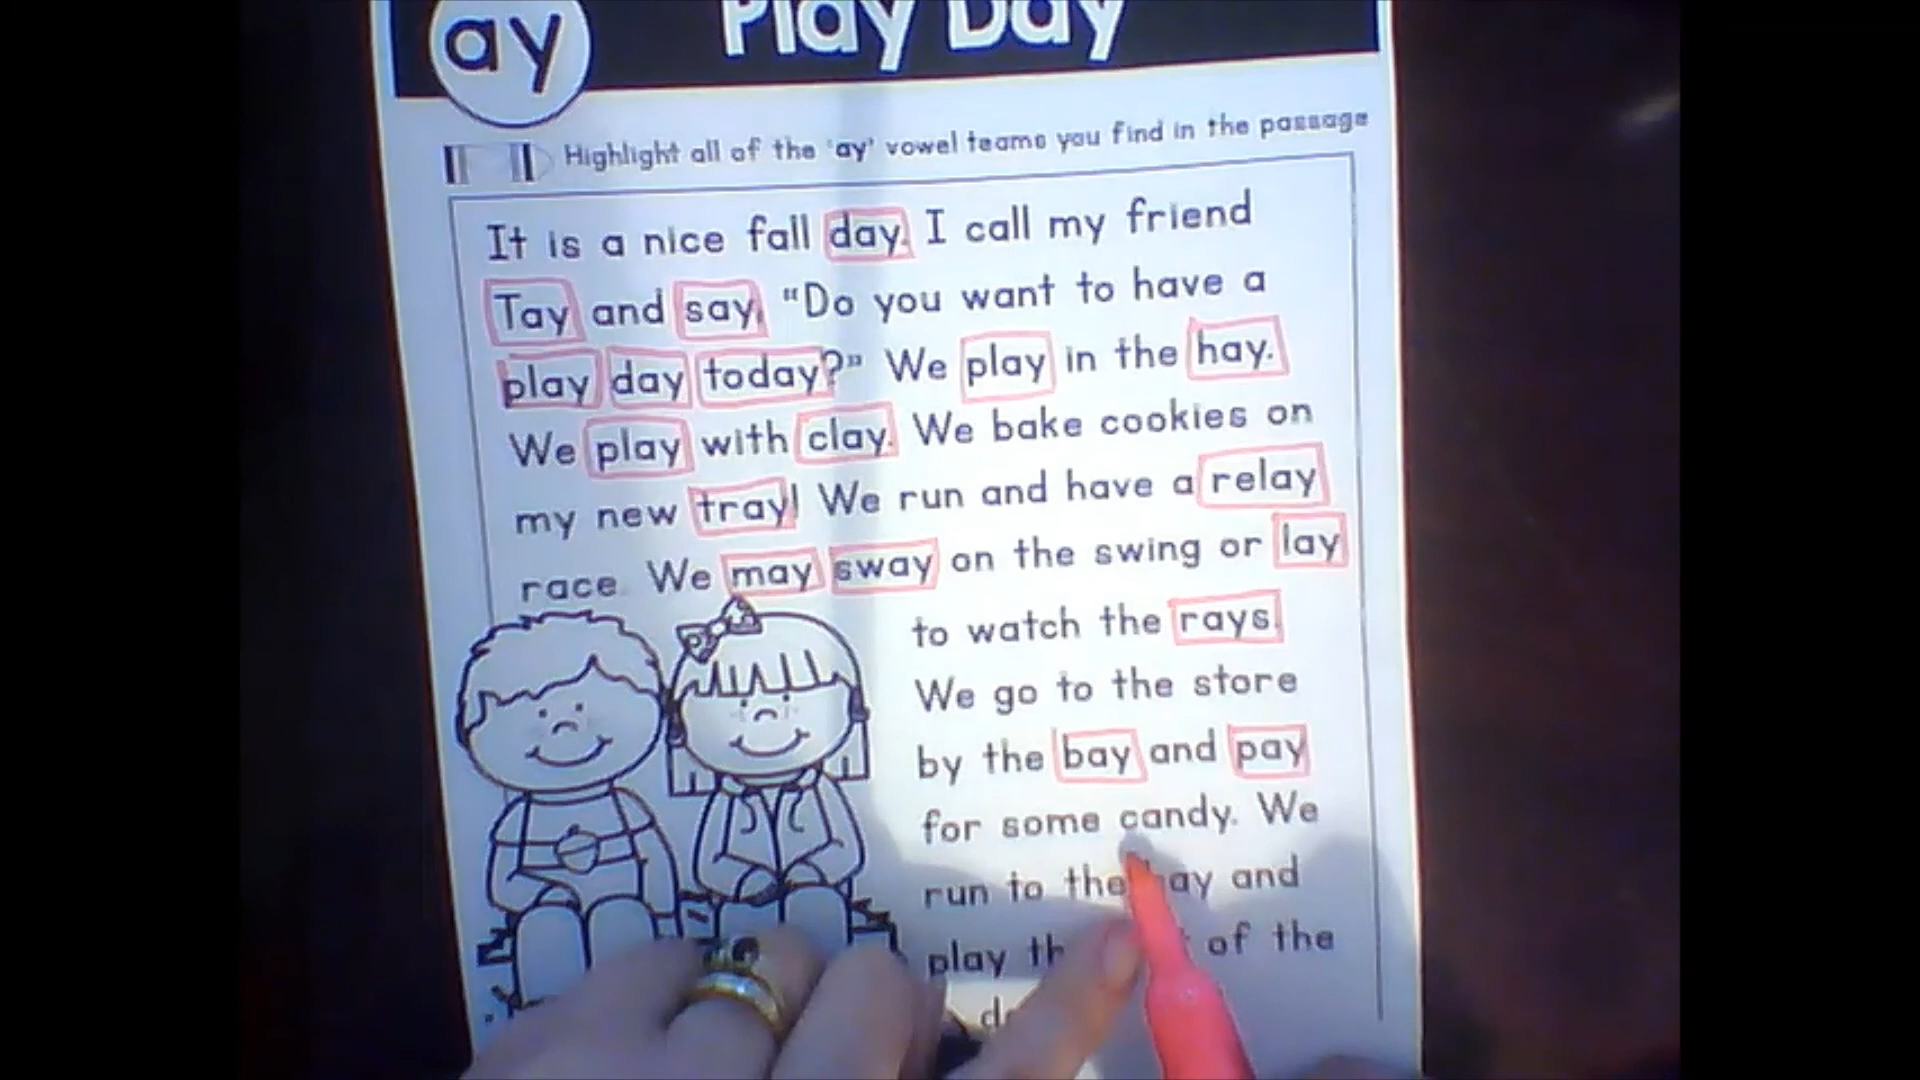 ay
Play Day
Highlight all of the 'ay' vowel teams you find in the passage
It is a nice fall day. I call my friend
Tay and say, "Do you want to have a
play day today?" We play in the hay.
We play with clay. We bake cookies on
my new tray! We run and have a relay
race. We may sway on the swing or lay
to watch the rays.
We go to the store
by the bay and pay
for some candy. We
run to the and
play of the